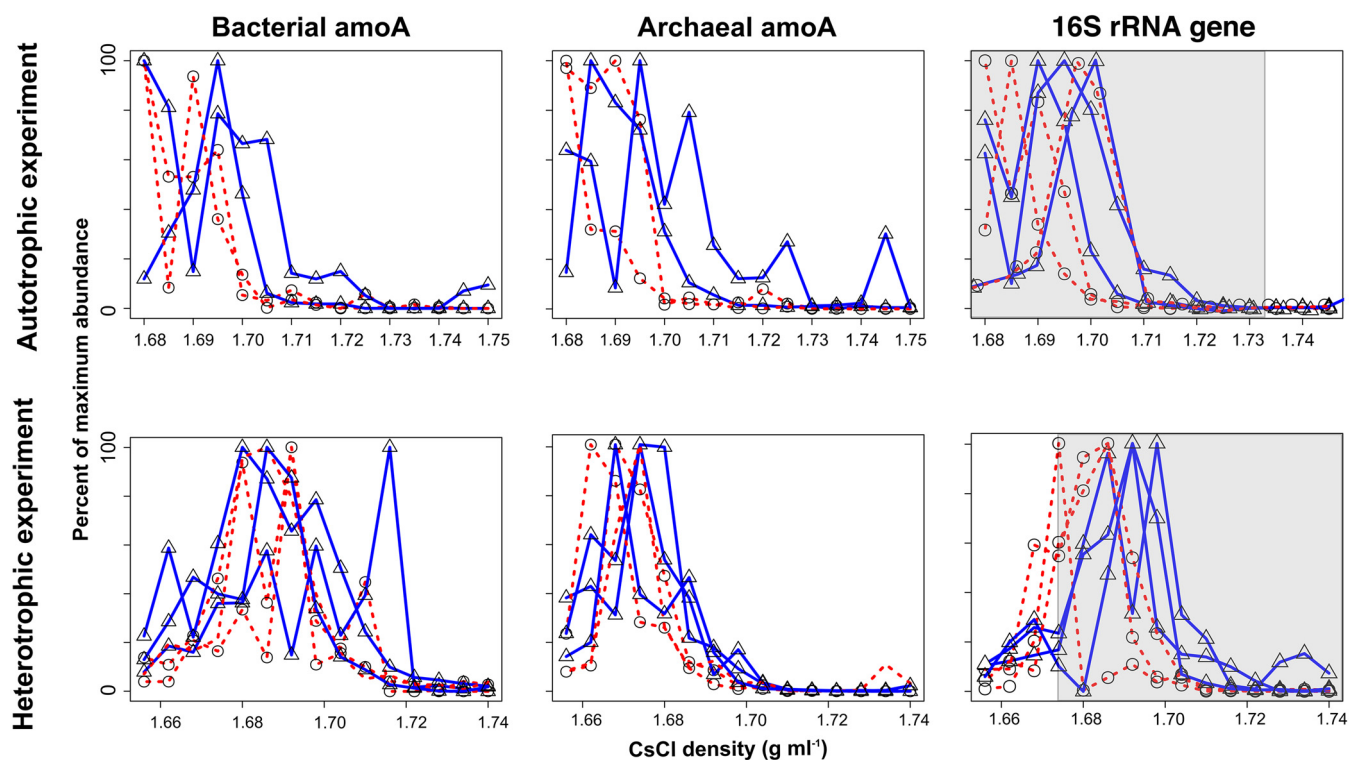 Bacterial amoA
Archaeal amoA
16S rRNA gene
Autotrophic experiment
Heterotrophic experiment
Percent of maximum abundance
100
0
1.68 1.69 1.70 1.71 1.72 1.73 1.74 1.75
1.68 1.69 1.70 1.71 1.72 1.73 1.74 1.75
1.68 1.69 1.70 1.71 1.72 1.73 1.74
100
0
1.66 1.68 1.70 1.72 1.74
1.66 1.68 1.70 1.72 1.74
1.66 1.68 1.70 1.72 1.74
CsCl density (g ml⁻¹)